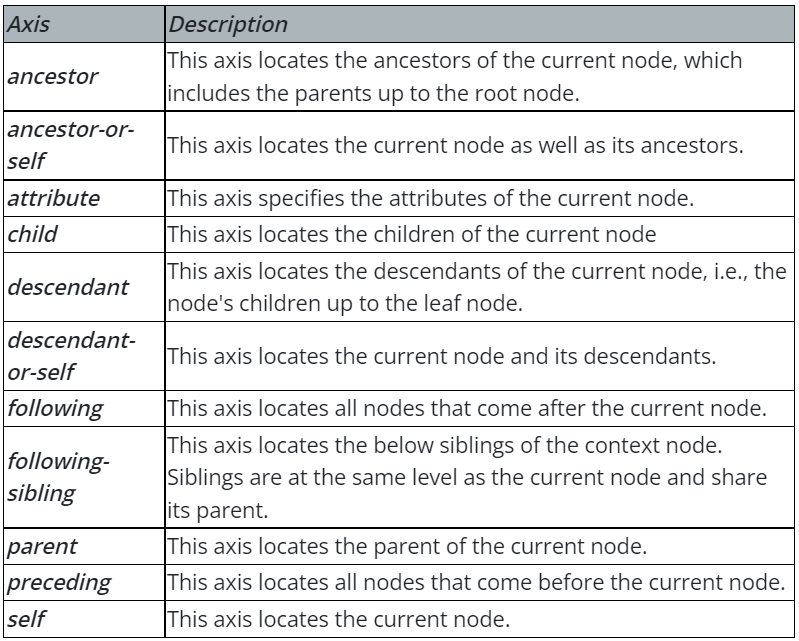 Axis Description
ancestor This axis locates the ancestors of the current node, which
includes the parents up to the root node.
ancestor-or-
self This axis locates the current node as well as its ancestors.
attribute This axis specifies the attributes of the current node.
child This axis locates the children of the current node
descendant This axis locates the descendants of the current node, i.e., the
node's children up to the leaf node.
descendant-
or-self This axis locates the current node and its descendants.
following This axis locates all nodes that come after the current node.
following-
sibling This axis locates the below siblings of the context node.
Siblings are at the same level as the current node and share
its parent.
parent This axis locates the parent of the current node.
preceding This axis locates all nodes that come before the current node.
self This axis locates the current node.